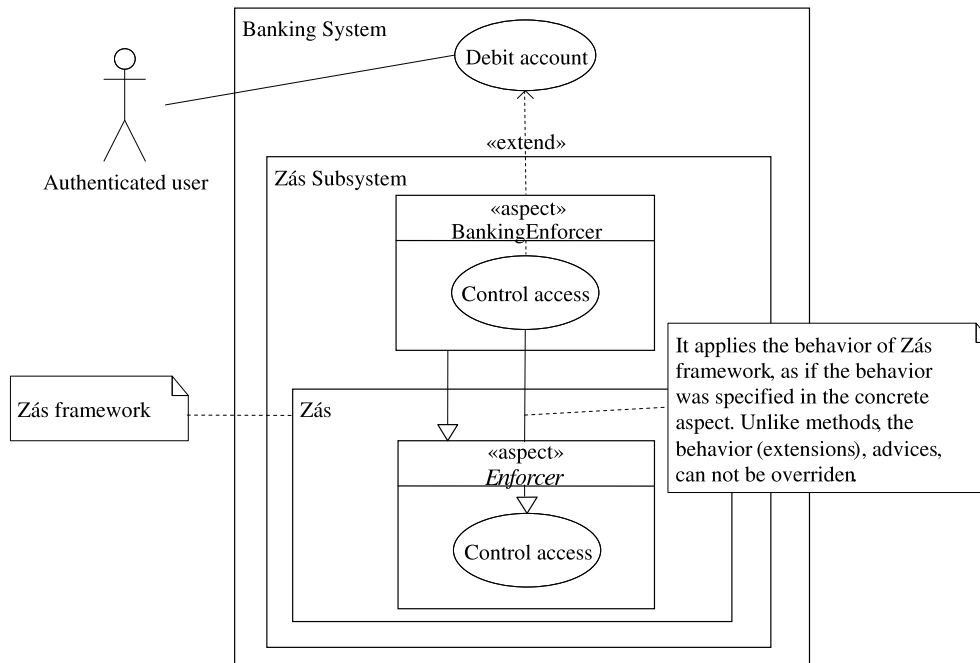 Banking System
Debit account
Authenticated user
«extend»
Zás Subsystem
«aspect»
BankingEnforcer
Control access
It applies the behavior of Zás
framework, as if the behavior
was specified in the concrete
aspect. Unlike methods, the
behavior (extensions), advices,
can not be overriden.
Zás framework
Zás
«aspect»
Enforcer
Control access